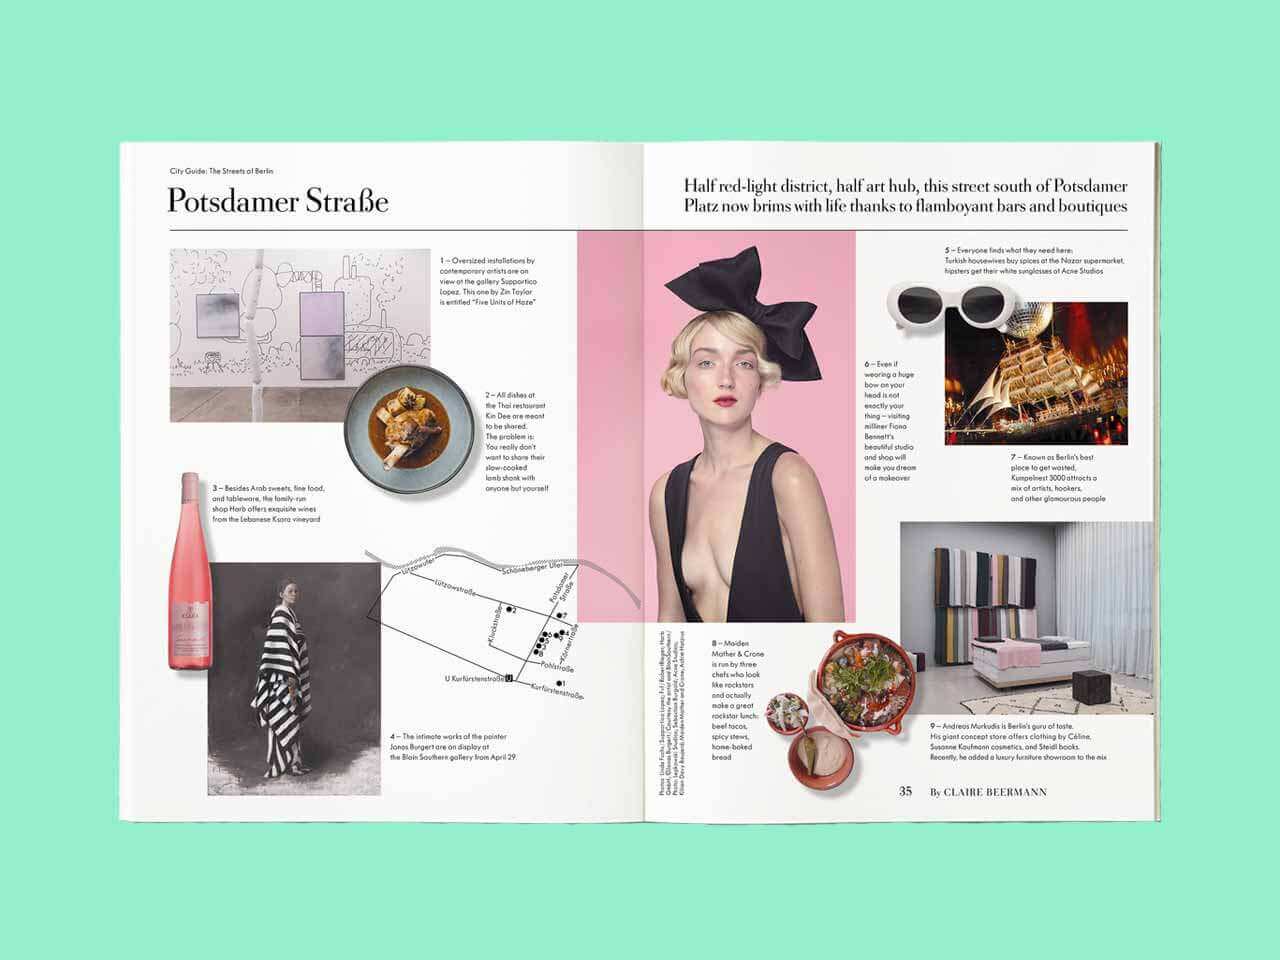 City Guide: The Streets of Berlin
Potsdamer Straße
Half red-light district, half art hub, this street south of Potsdamer
Platz now brims with life thanks to flamboyant bars and boutiques
1 – Oversized installations by
contemporary artists are on
view at the gallery Supportico
Lopez. This one by Zin Taylor
is entitled “Five Units of Haze”
2 – All dishes at
the Thai restaurant
Kin Dee are meant
to be shared.
The problem is:
You really don't
want to share their
slow-cooked
lamb shank with
anyone but yourself
3 – Besides Arab sweets, fine food,
and tableware, the family-run
shop Harb offers exquisite wines
from the Lebanese Ksara vineyard
KSARA
Lützowufer
Schöneberger Ufer
Lützowstraße
Potsdamer
Straße
Kluckstraße
Körnerstraße
Pohlstraße
U Kurfürstenstraße
U
Kurfürstenstraße
2
1
4 – The intimate works of the painter
Jonas Burgert are on display at
the Blain Southern gallery from April 29
5 – Everyone finds what they need here:
Turkish housewives buy spices at the Nazar supermarket,
hipsters get their white sunglasses at Acne Studios
6 – Even if
wearing a huge
bow on your
head is not
exactly your
thing – visiting
milliner Fiona
Bennett's
beautiful studio
and shop will
make you dream
of a makeover
7 – Known as Berlin's best
place to get wasted,
Kumpelnest 3000 attracts a
mix of artists, hookers,
and other glamourous people
8 – Maiden
Mother & Crone
is run by three
chefs who look
like rockstars
and actually
make a great
rockstar lunch:
beef tacos,
spicy stews,
home-baked
bread
9 – Andreas Murkudis is Berlin's guru of taste.
His giant concept store offers clothing by Céline,
Susanne Kaufmann cosmetics, and Steidl books.
Recently, he added a luxury furniture showroom to the mix
35
By CLAIRE BEERMANN